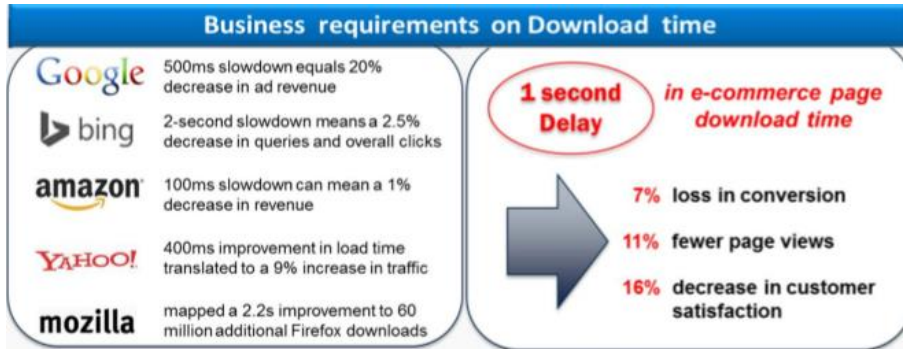 Business requirements on Download time
Google
500ms slowdown equals 20%
decrease in ad revenue
bing
2-second slowdown means a 2.5%
decrease in queries and overall clicks
amazon
100ms slowdown can mean a 1%
decrease in revenue
YAHOO!
400ms improvement in load time
translated to a 9% increase in traffic
mozilla
mapped a 2.2s improvement to 60
million additional Firefox downloads
1 second
Delay
in e-commerce page
download time
7% loss in conversion
11% fewer page views
16% decrease in customer
satisfaction